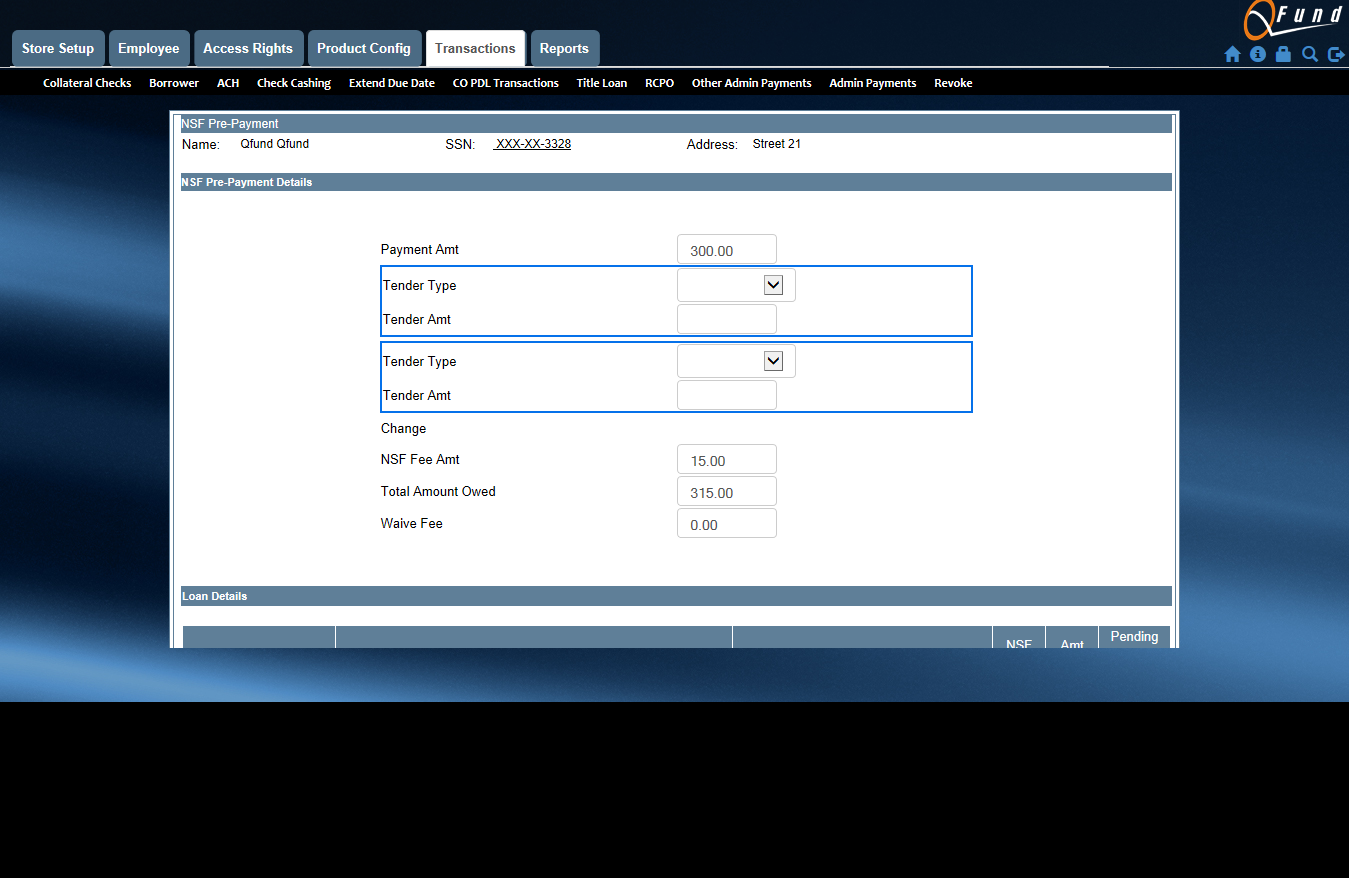 QFund
Store Setup Employee Access Rights Product Config Transactions Reports
Collateral Checks Borrower ACH Check Cashing Extend Due Date CO PDL Transactions Title Loan RCPO Other Admin Payments Admin Payments Revoke
NSF Pre-Payment
Name: Qfund Qfund SSN: XXX-XX-3328 Address: Street 21
NSF Pre-Payment Details
Payment Amt 300.00
Tender Type
Tender Amt
Tender Type
Tender Amt
Change
NSF Fee Amt 15.00
Total Amount Owed 315.00
Waive Fee 0.00
Loan Details
NSF Amt Pending